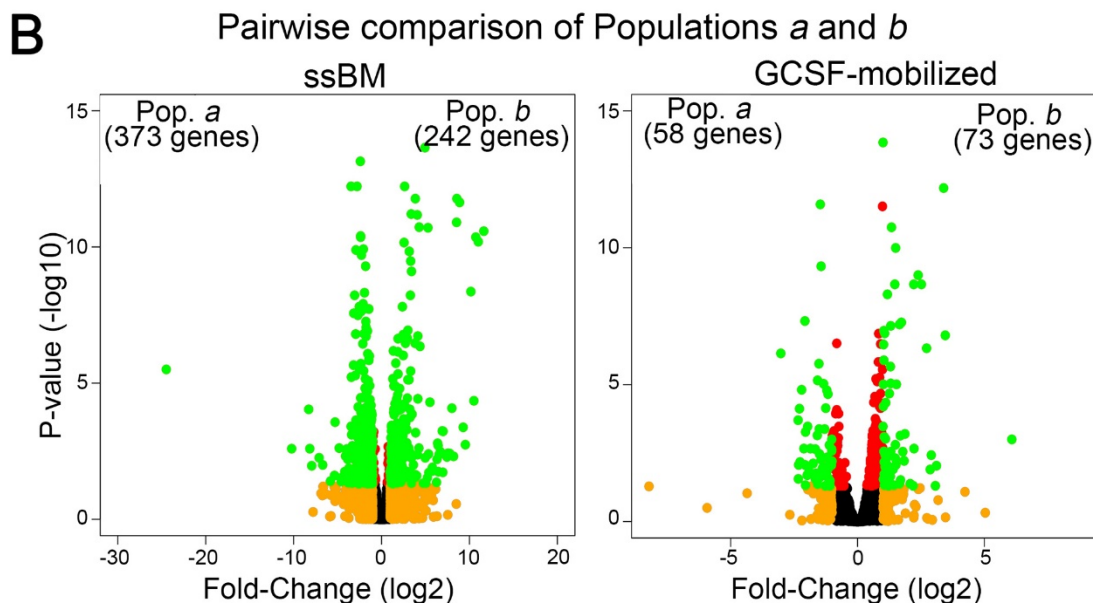 B
Pairwise comparison of Populations a and b
ssBM
GCSF-mobilized
Pop. a
(373 genes)
Pop. b
(242 genes)
Pop. a
(58 genes)
Pop. b
(73 genes)
P-value (-log10)
15
10
5
0
-30
-20
-10
0
10
20
Fold-Change (log2)
15
10
5
0
-5
0
5
Fold-Change (log2)